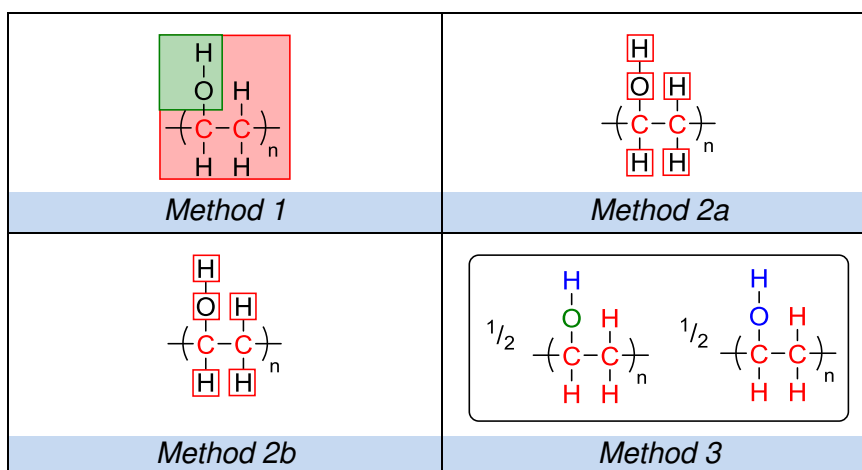 H
O H
C C
H H n
Method 1
H
O H
C C
H H n
Method 2a
H
O H
C C
H H n
Method 2b
H H
O H O H
1/2 C C 1/2 C C
H H n H H n
Method 3